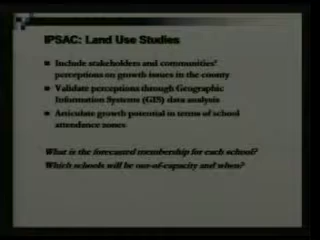 IPSAC: Land Use Studies
Include stakeholders and communities'
perceptions on growth issues in the county
Validate perceptions through Geographic
Information Systems (GIS) data analysis
Articulate growth potential in terms of school
attendence zones
What is the forecasted membership for each school?
Which schools will be out-of-capacity and when?